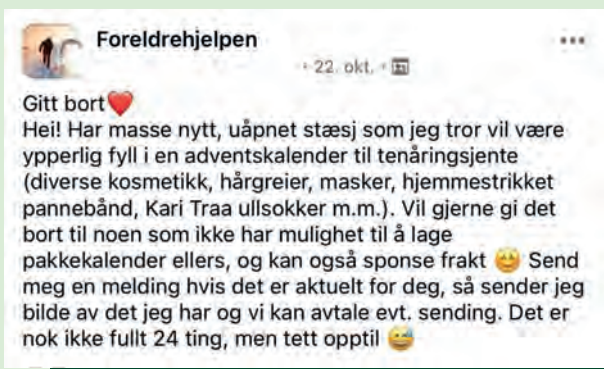 Foreldrehjelpen
· 22. okt. ·
Gitt bort❤️
Hei! Har masse nytt, uåpnet stæsj som jeg tror vil være
ypperlig fyll i en adventskalender til tenåringsjente
(diverse kosmetikk, hårgreier, masker, hjemmestrikket
pannebånd, Kari Traa ullsokker m.m.). Vil gjerne gi det
bort til noen som ikke har mulighet til å lage
pakkekalender ellers, og kan også sponse frakt 😇 Send
meg en melding hvis det er aktuelt for deg, så sender jeg
bilde av det jeg har og vi kan avtale evt. sending. Det er
nok ikke fullt 24 ting, men tett opptil 😅